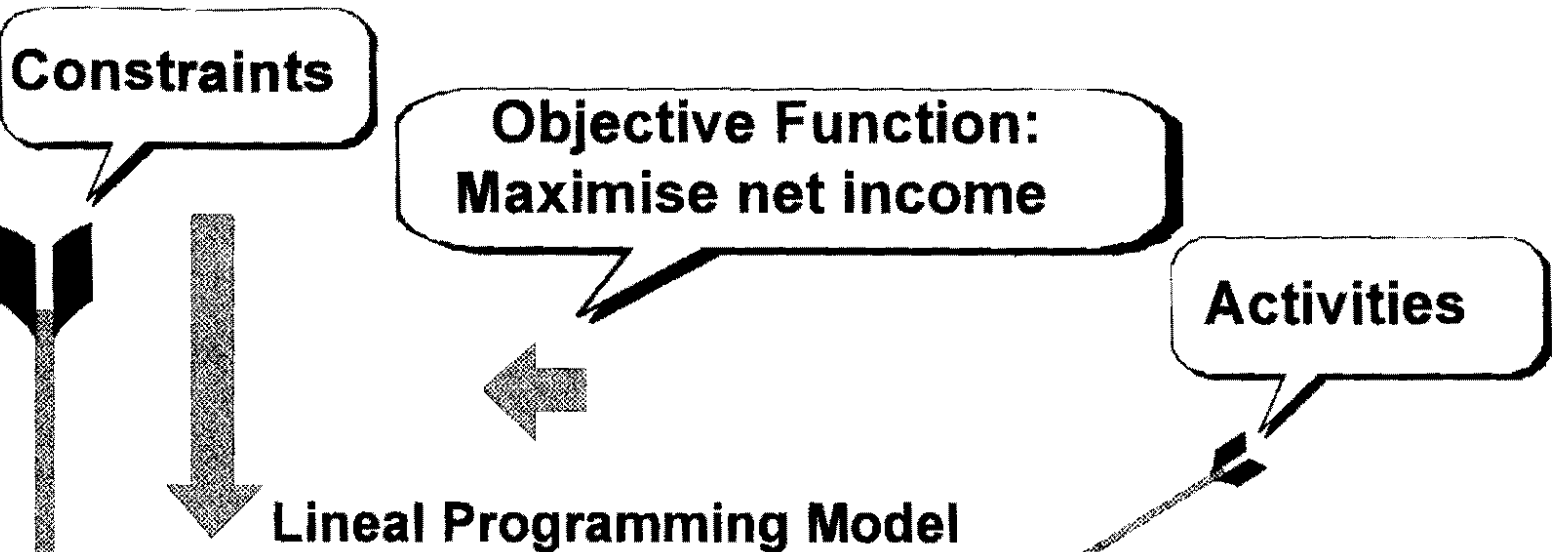 Constraints
Objective Function:
Maximise net income
Activities
Lineal Programming Model